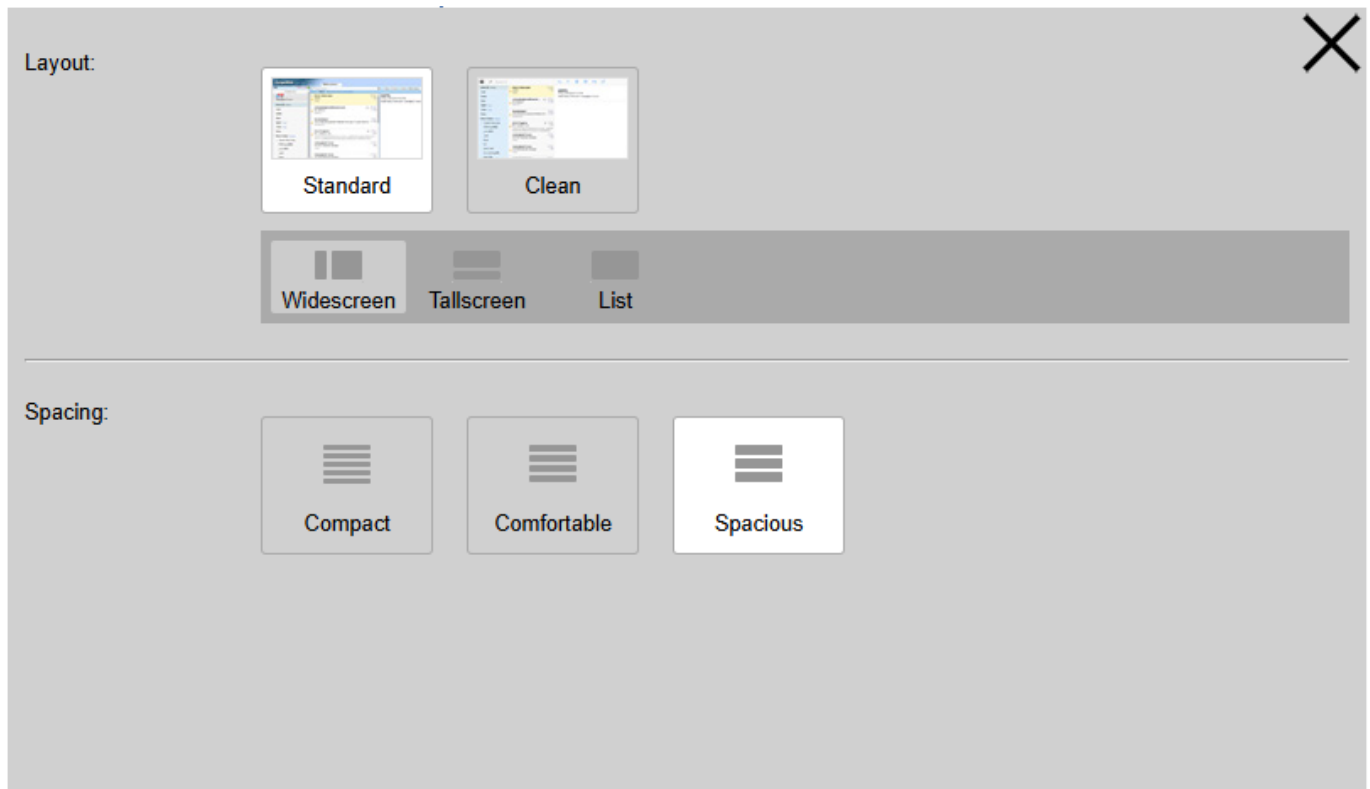 Layout:
Standard
Clean
Widescreen
Tallscreen
List
Spacing:
Compact
Comfortable
Spacious